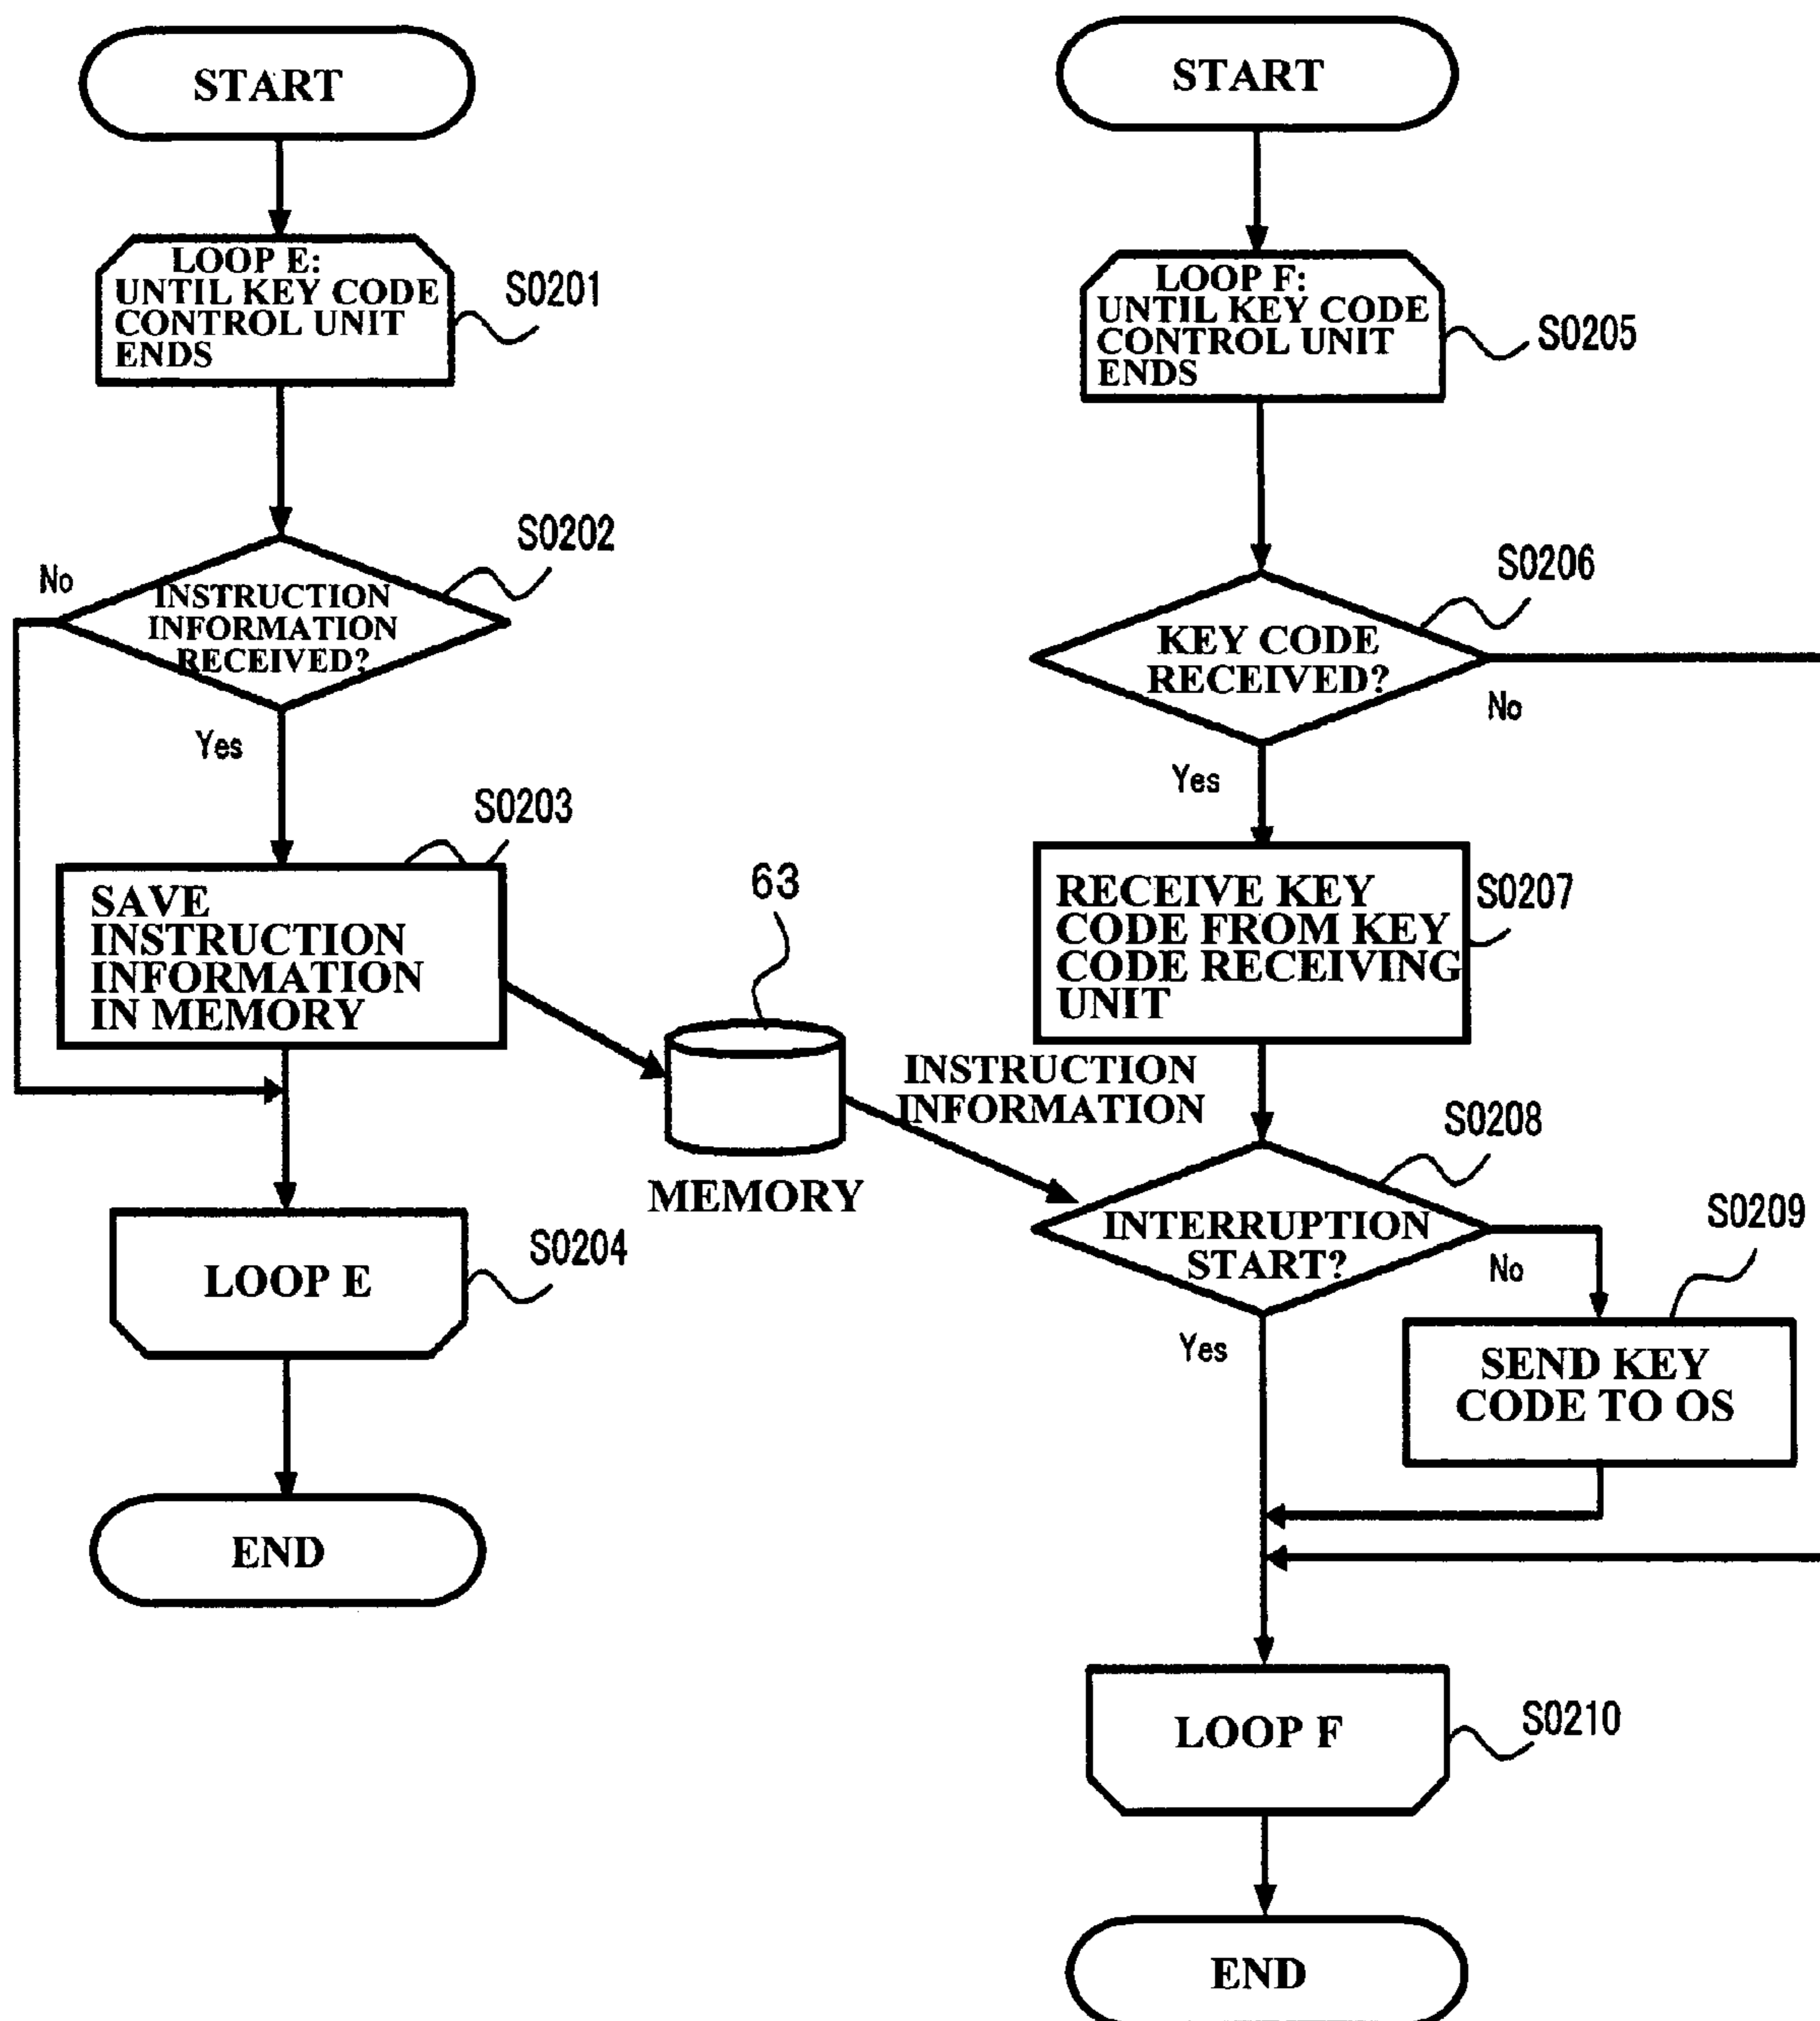 START
LOOP E:
UNTIL KEY CODE
CONTROL UNIT
ENDS
S0201
No
INSTRUCTION
INFORMATION
RECEIVED?
S0202
Yes
S0203
SAVE
INSTRUCTION
INFORMATION
IN MEMORY
63
MEMORY
INSTRUCTION
INFORMATION
LOOP E
S0204
END
START
LOOP F:
UNTIL KEY CODE
CONTROL UNIT
ENDS
S0205
S0206
KEY CODE
RECEIVED?
No
Yes
RECEIVE KEY
CODE FROM KEY
CODE RECEIVING
UNIT
S0207
S0208
INTERRUPTION
START?
No
Yes
S0209
SEND KEY
CODE TO OS
LOOP F
S0210
END